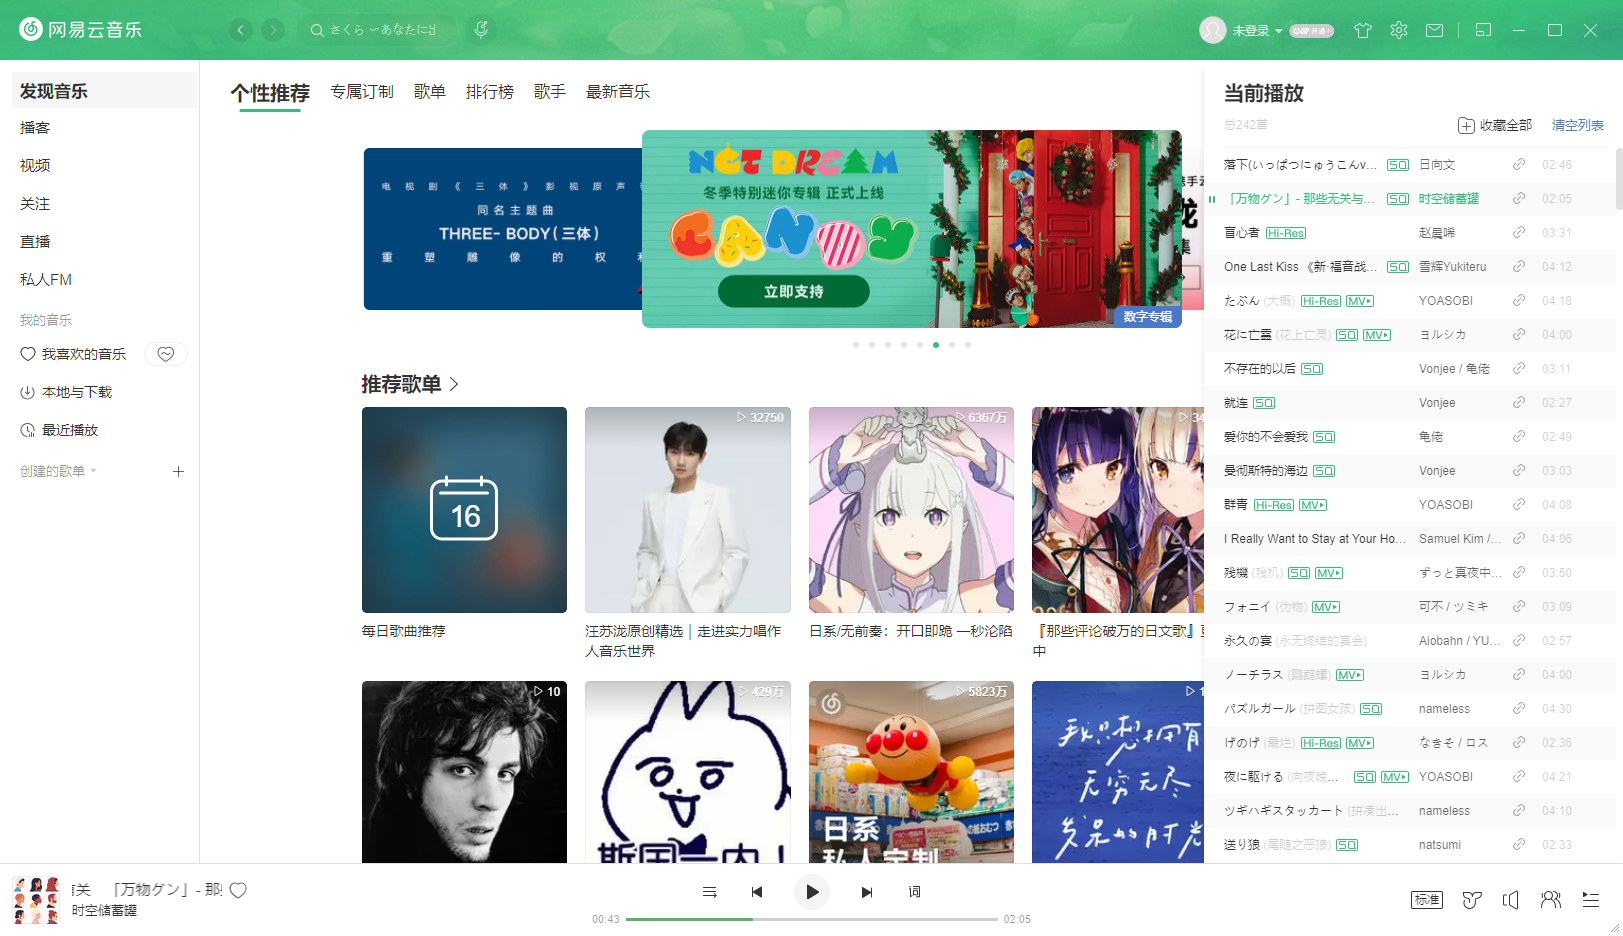 网易云音乐
さくら ～あなたに出
未登录
VIP 开通
发现音乐
播客
视频
关注
直播
私人FM
我的音乐
我喜欢的音乐
本地与下载
最近播放
创建的歌单
个性推荐 专属订制 歌单 排行榜 歌手 最新音乐
电视剧《三体》影视原声
同名主题曲
THREE- BODY(三体)
重塑雕像的权利
NCT DREAM
冬季特别迷你专辑 正式上线
CANDY
立即支持
数字专辑
推荐歌单
16
每日歌曲推荐
32750
汪苏泷原创精选│走进实力唱作
人音乐世界
6367万
日系/无前奏：开口即跪 一秒沦陷
34
『那些评论破万的日文歌』
中
10
429万
5823万
日系
私人定制
1
我只想拥有
无穷无尽
发呆的时光
当前播放
总242首
收藏全部 清空列表
落下(いっぱつにゅうこんv... SQ 日向文 02:46
「万物ゲン」- 那些无关与... SQ 时空储蓄罐 02:05
盲心者 Hi-Res 赵晨唏 03:31
One Last Kiss 《新·福音战... SQ 雪辉Yukiteru 04:12
たぶん (大概) Hi-Res MV YOASOBI 04:18
花に亡霊 (花上亡灵) SQ MV ヨルシカ 04:00
不存在的以后 SQ Vonjee / 龟佬 03:11
就连 SQ Vonjee 02:27
爱你的不会爱我 SQ 龟佬 02:49
曼彻斯特的海边 SQ Vonjee 03:03
群青 Hi-Res MV YOASOBI 04:08
I Really Want to Stay at Your Ho... Samuel Kim /... 04:06
残機 (残机) SQ MV ずっと真夜中... 03:50
フォニイ (伪物) MV 可不 / ツミキ 03:09
永久の宴 (永无终结的宴会) Aiobahn / YU... 02:57
ノーチラス (鹦鹉螺) MV ヨルシカ 04:00
パズルガール (拼图女孩) SQ nameless 04:30
げのげ (最烂) Hi-Res MV なきそ / ロス 02:36
夜に駆ける (向夜晚... SQ MV YOASOBI 04:21
ツギハギスタッカート (拼凑出... nameless 04:10
送り狼 (尾随之恶狼) SQ natsumi 02:33
有关 「万物ゲン」- 那
时空储蓄罐
词
00:43 02:05
标准